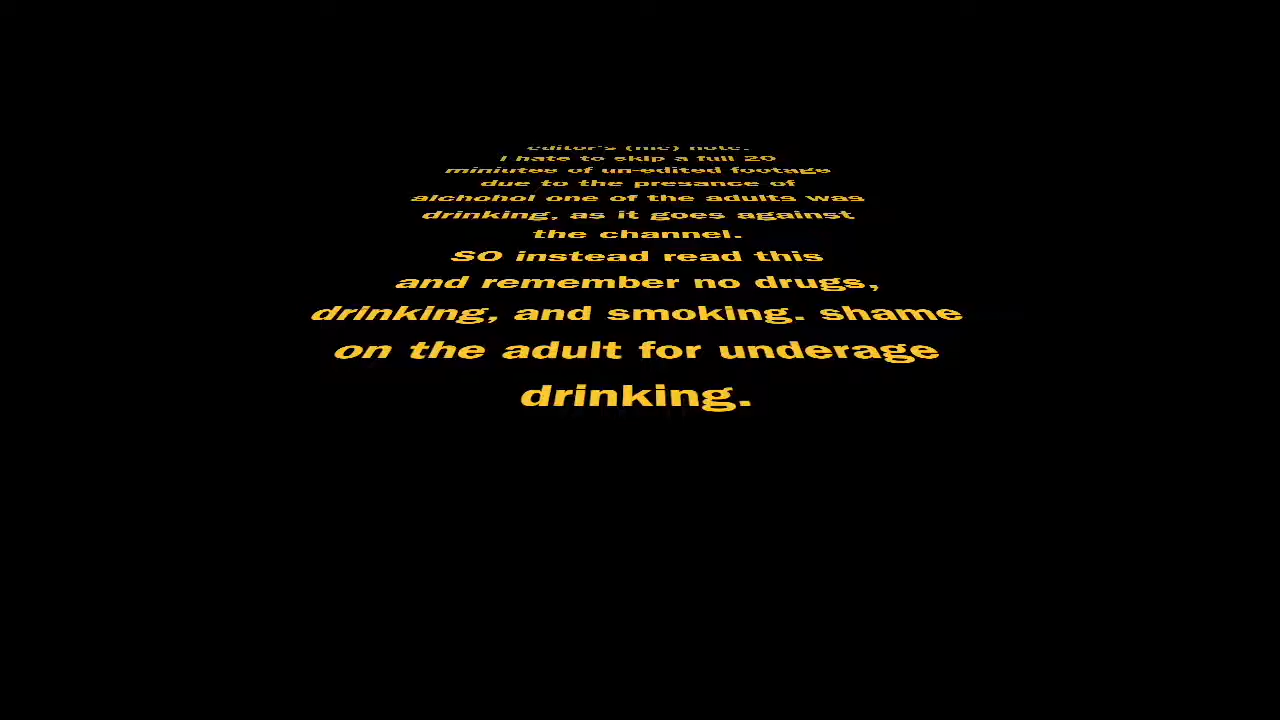 editor's (me) note.
I hate to skip a full 20
miniutes of un-edited footage
due to the presance of
alchohol one of the adults was
drinking, as it goes against
the channel.
SO instead read this
and remember no drugs,
drinking, and smoking. shame
on the adult for underage
drinking.